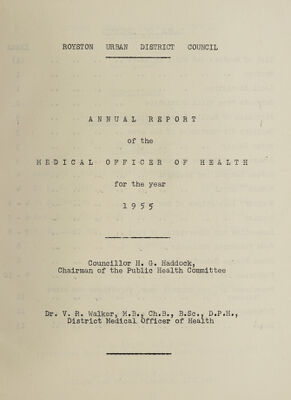 ROYSTON URBAN DISTRICT COUNCIL
ANNUAL REPORT
of the
MEDICAL OFFICER OF HEALTH
for the year
1955
Councillor H. G. Haddock,
Chairman of the Public Health Committee
Dr. V. R. Walker, M.B., Ch.B., B.Sc., D.P.H.,
District Medical Officer of Health